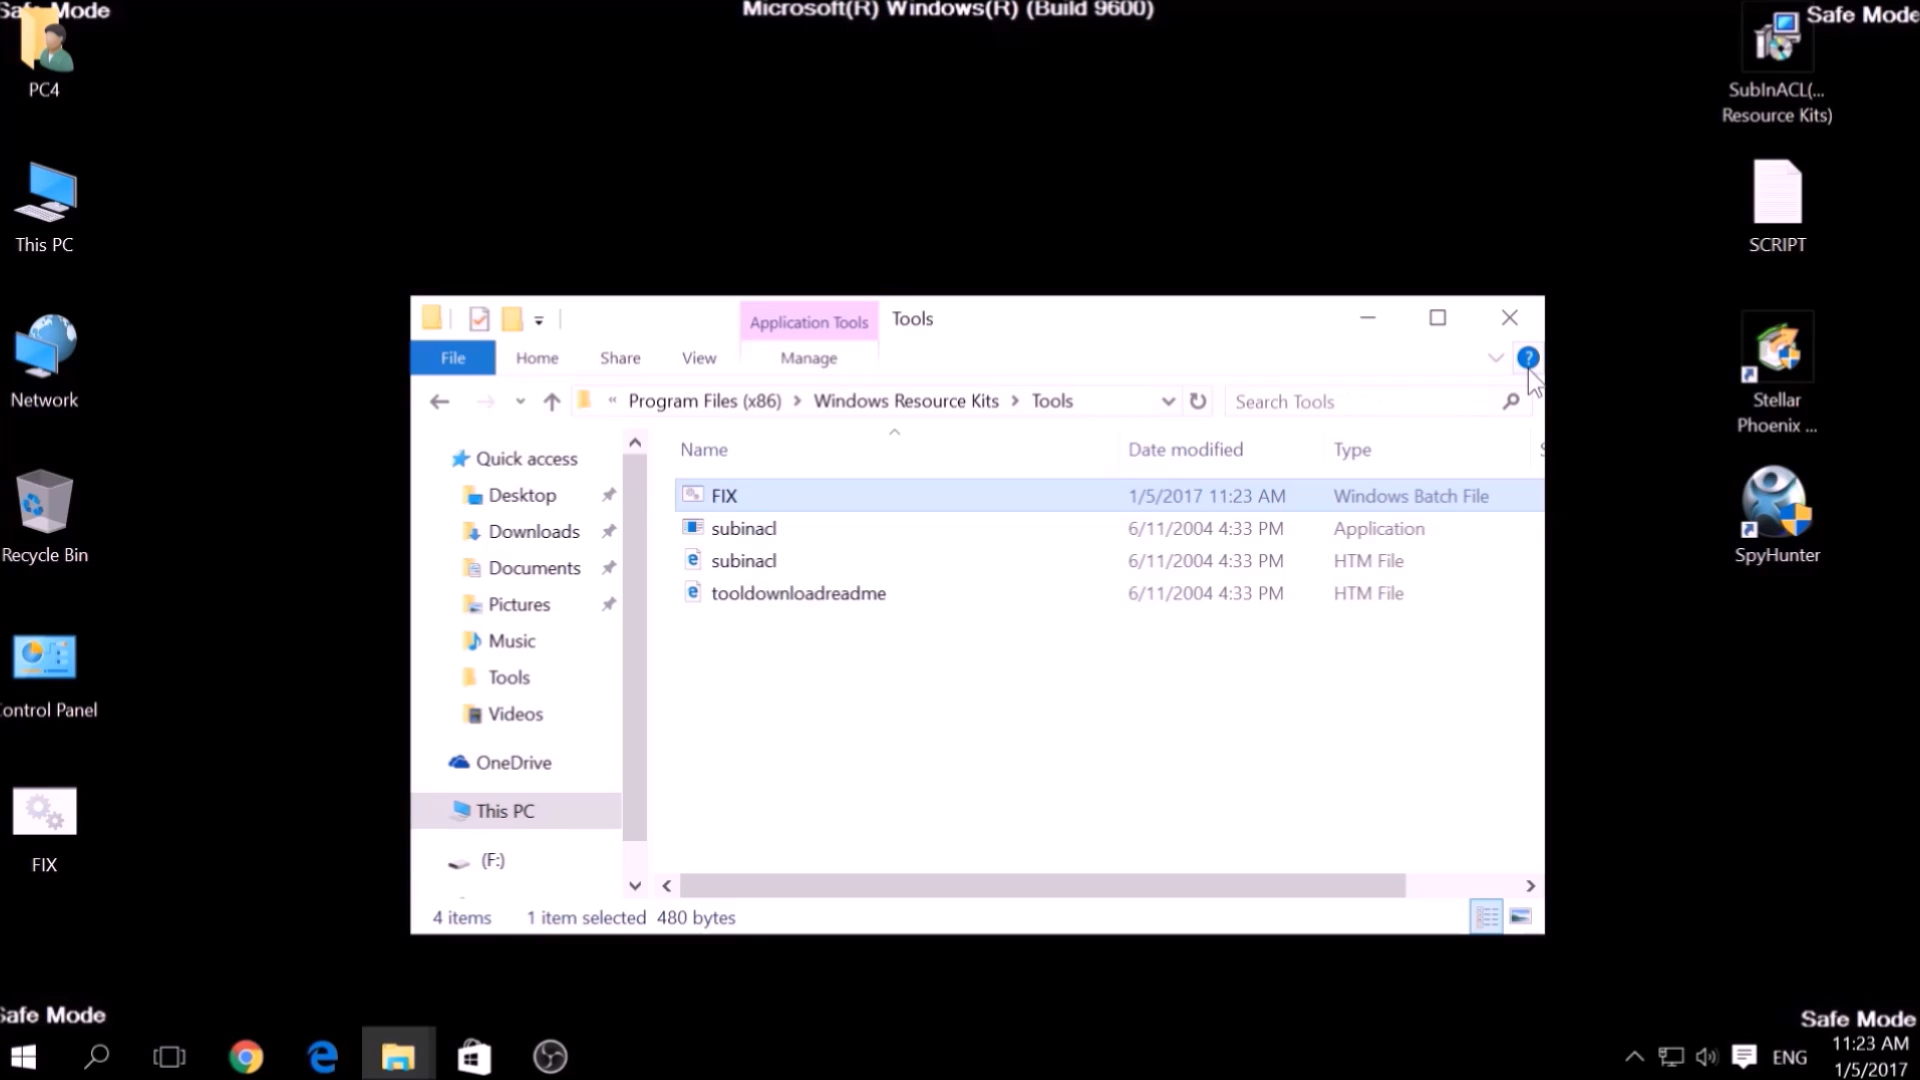 Safe Mode
Microsoft(R) Windows(R) (Build 9600)
Safe Mode
PC4
This PC
Network
Recycle Bin
Control Panel
FIX
SubInACL(...
Resource Kits)
SCRIPT
Stellar
Phoenix ...
SpyHunter
Application Tools
Tools
File
Home
Share
View
Manage
?
« Program Files (x86) > Windows Resource Kits > Tools
Search Tools
Name
Date modified
Type
Quick access
Desktop
Downloads
Documents
Pictures
Music
Tools
Videos
OneDrive
This PC
(F:)
FIX 1/5/2017 11:23 AM Windows Batch File
subinacl 6/11/2004 4:33 PM Application
subinacl 6/11/2004 4:33 PM HTM File
tooldownloadreadme 6/11/2004 4:33 PM HTM File
4 items 1 item selected 480 bytes
Safe Mode
Safe Mode
ENG
11:23 AM
1/5/2017